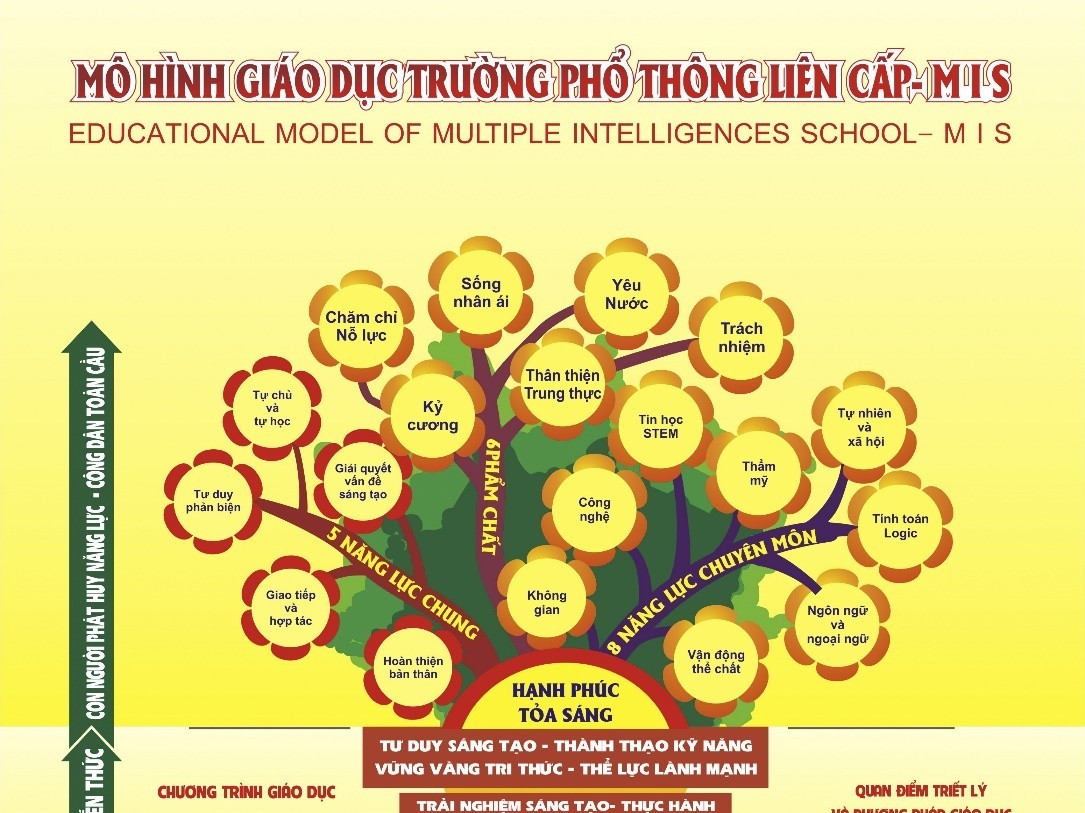 MÔ HÌNH GIÁO DỤC TRƯỜNG PHỔ THÔNG LIÊN CẤP- M I S
EDUCATIONAL MODEL OF MULTIPLE INTELLIGENCES SCHOOL– M I S
Sống
nhân ái
Yêu
Nước
Chăm chỉ
Nỗ lực
Trách
nhiệm
Thân thiện
Trung thực
Kỷ
cương
Tự chủ
và
tự học
Tin học
STEM
Tự nhiên
và
xã hội
Giải quyết
vấn đề
sáng tạo
Thẩm
mỹ
Tư duy
phản biện
Công
nghệ
Tính toán
Logic
6 PHẨM CHẤT
5 NĂNG LỰC CHUNG
8 NĂNG LỰC CHUYÊN MÔN
Giao tiếp
và
hợp tác
Không
gian
Ngôn ngữ
và
ngoại ngữ
Hoàn thiện
bản thân
Vận động
thể chất
CON NGƯỜI PHÁT HUY NĂNG LỰC - CÔNG DÂN TOÀN CẦU
THỨC
HẠNH PHÚC
TỎA SÁNG
TƯ DUY SÁNG TẠO - THÀNH THẠO KỸ NĂNG
VỮNG VÀNG TRI THỨC - THỂ LỰC LÀNH MẠNH
CHƯƠNG TRÌNH GIÁO DỤC
QUAN ĐIỂM TRIẾT LÝ
TRẢI NGHIỆM SÁNG TẠO- THỰC HÀNH
VÀ PHƯƠNG PHÁP GIÁO DỤC